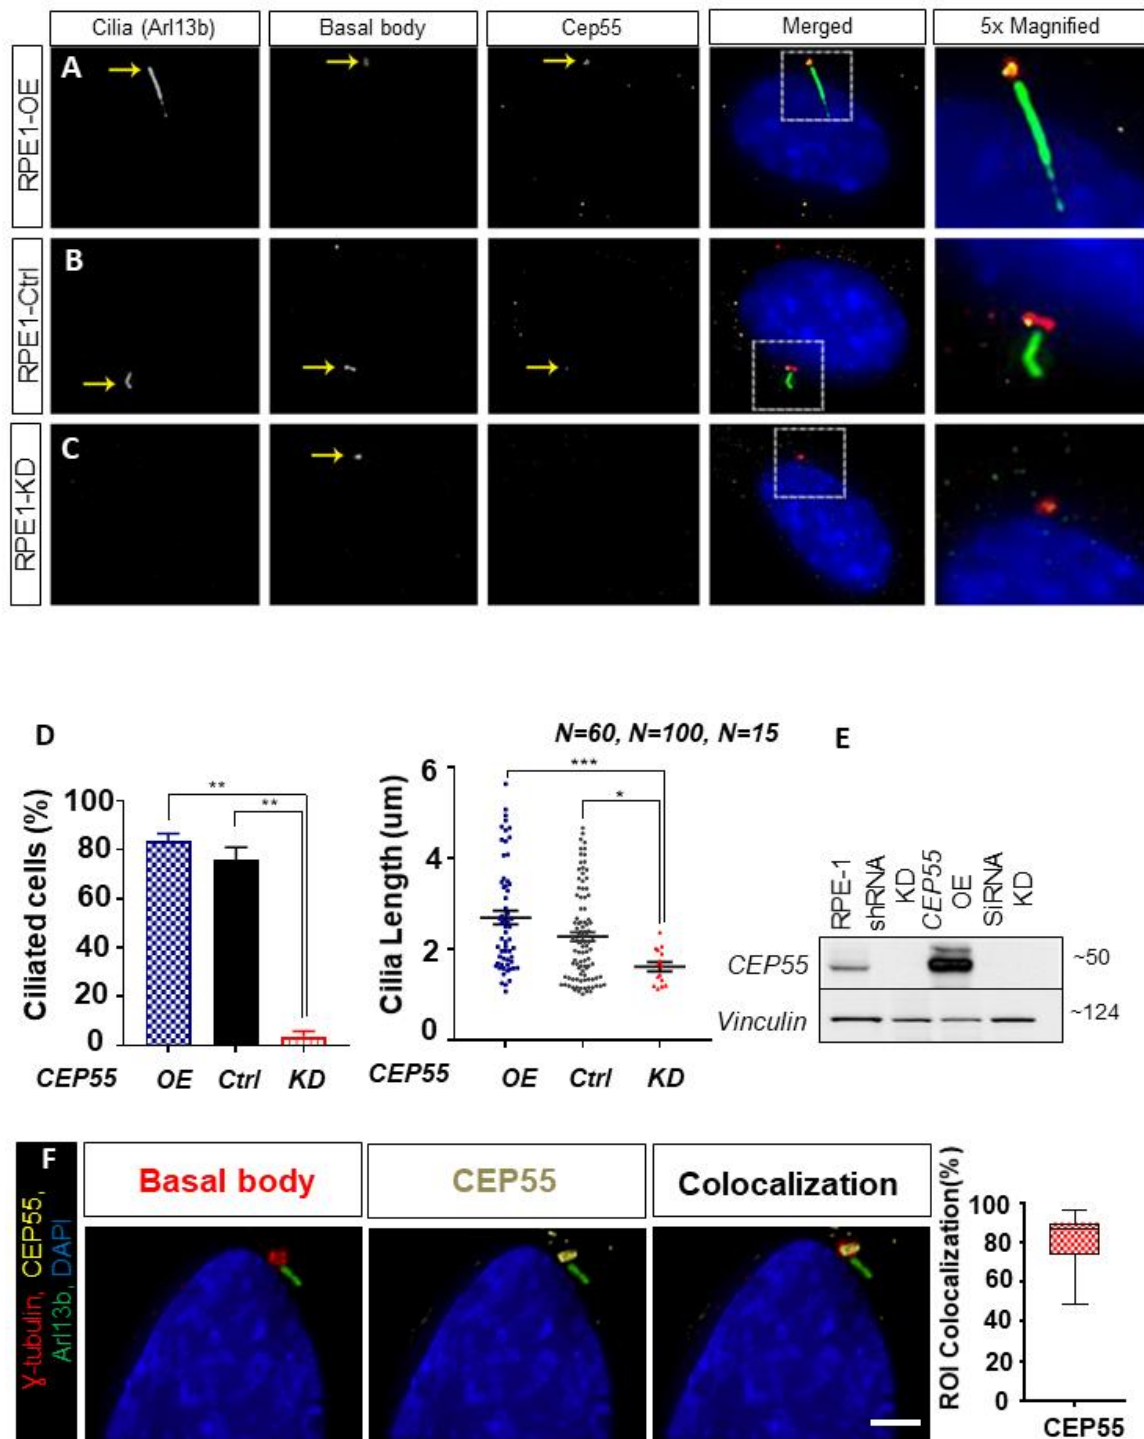 Cilia (Arl13b) Basal body Cep55 Merged 5x Magnified
A
RPE1-OE
B
RPE1-Ctrl
C
RPE1-KD
D
N=60, N=100, N=15
E
Ciliated cells (%)
100
80
60
40
20
0
**
**
CEP55 OE Ctrl KD
Cilia Length (um)
6
4
2
0
***
*
CEP55 OE Ctrl KD
RPE-1
shRNA
KD
CEP55
OE
SiRNA
KD
CEP55 ~50
Vinculin ~124
F
Ɣ-tubulin, CEP55,
Arl13b, DAPI
Basal body CEP55 Colocalization
ROI Colocalization(%)
100
80
60
40
20
0
CEP55